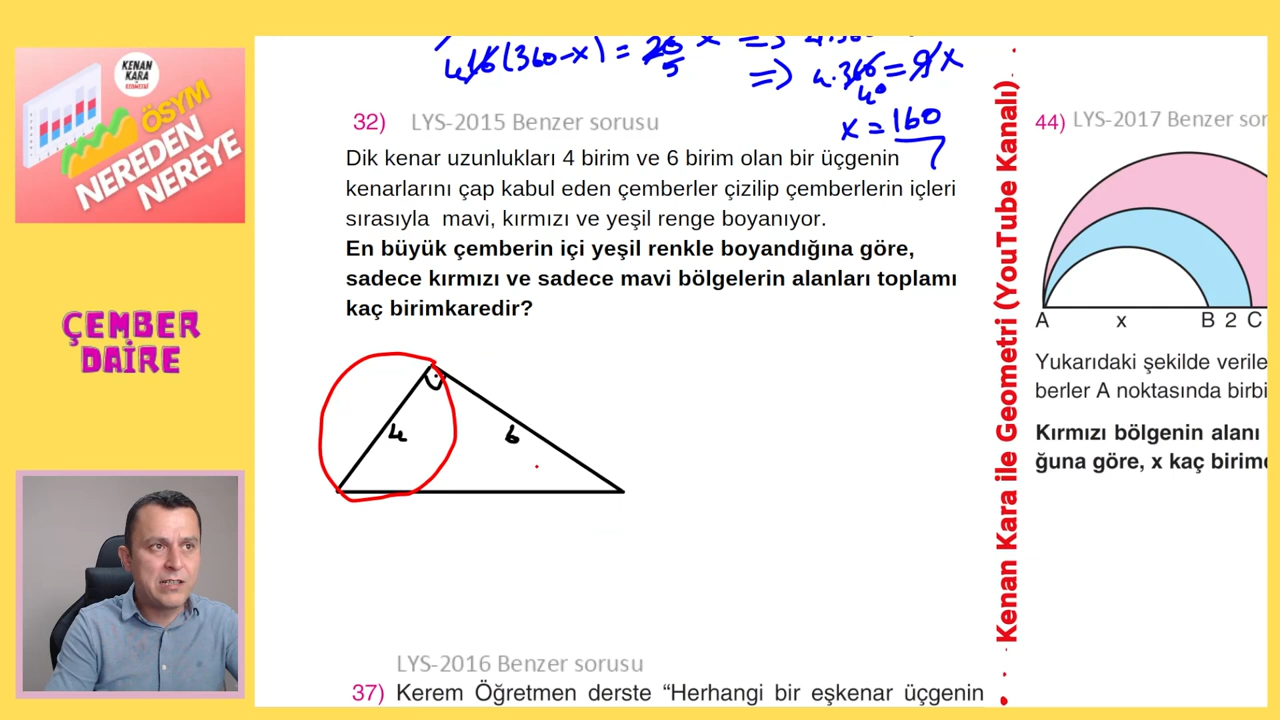 KENAN
KARA
GEOMETRİ
ÖSYM
NEREDEN
NEREYE
ÇEMBER
DAİRE
(360-x) =
x = 160
32) LYS-2015 Benzer sorusu
Dik kenar uzunlukları 4 birim ve 6 birim olan bir üçgenin
kenarlarını çap kabul eden çemberler çizilip çemberlerin içleri
sırasıyla mavi, kırmızı ve yeşil renge boyanıyor.
En büyük çemberin içi yeşil renkle boyandığına göre,
sadece kırmızı ve sadece mavi bölgelerin alanları toplamı
kaç birimkaredir?
4
6
LYS-2016 Benzer sorusu
37) Kerem Öğretmen derste “Herhangi bir eşkenar üçgenin
Kenan Kara ile Geometri (YouTube Kanalı)
44) LYS-2017 Benzer sor
A x B 2 C
Yukarıdaki şekilde verile
berler A noktasında birbi
Kırmızı bölgenin alanı
ğuna göre, x kaç birimd